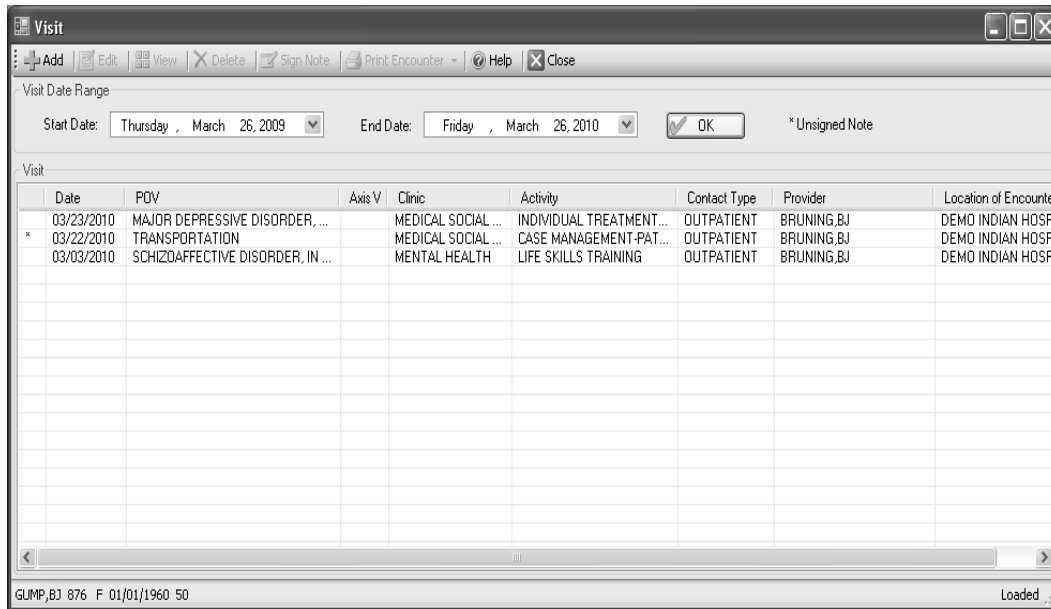 Visit
Add Edit View Delete Sign Note Print Encounter Help Close
Visit Date Range
Start Date: Thursday , March 26, 2009 End Date: Friday , March 26, 2010 OK * Unsigned Note
Visit
Date POV Axis V Clinic Activity Contact Type Provider Location of Encounte
03/23/2010 MAJOR DEPRESSIVE DISORDER, ... MEDICAL SOCIAL ... INDIVIDUAL TREATMENT... OUTPATIENT BRUNING,BJ DEMO INDIAN HOSP
* 03/22/2010 TRANSPORTATION MEDICAL SOCIAL ... CASE MANAGEMENT-PAT... OUTPATIENT BRUNING,BJ DEMO INDIAN HOSP
03/03/2010 SCHIZOAFFECTIVE DISORDER, IN ... MENTAL HEALTH LIFE SKILLS TRAINING OUTPATIENT BRUNING,BJ DEMO INDIAN HOSP
GUMP,BJ 876 F 01/01/1960 50 Loaded